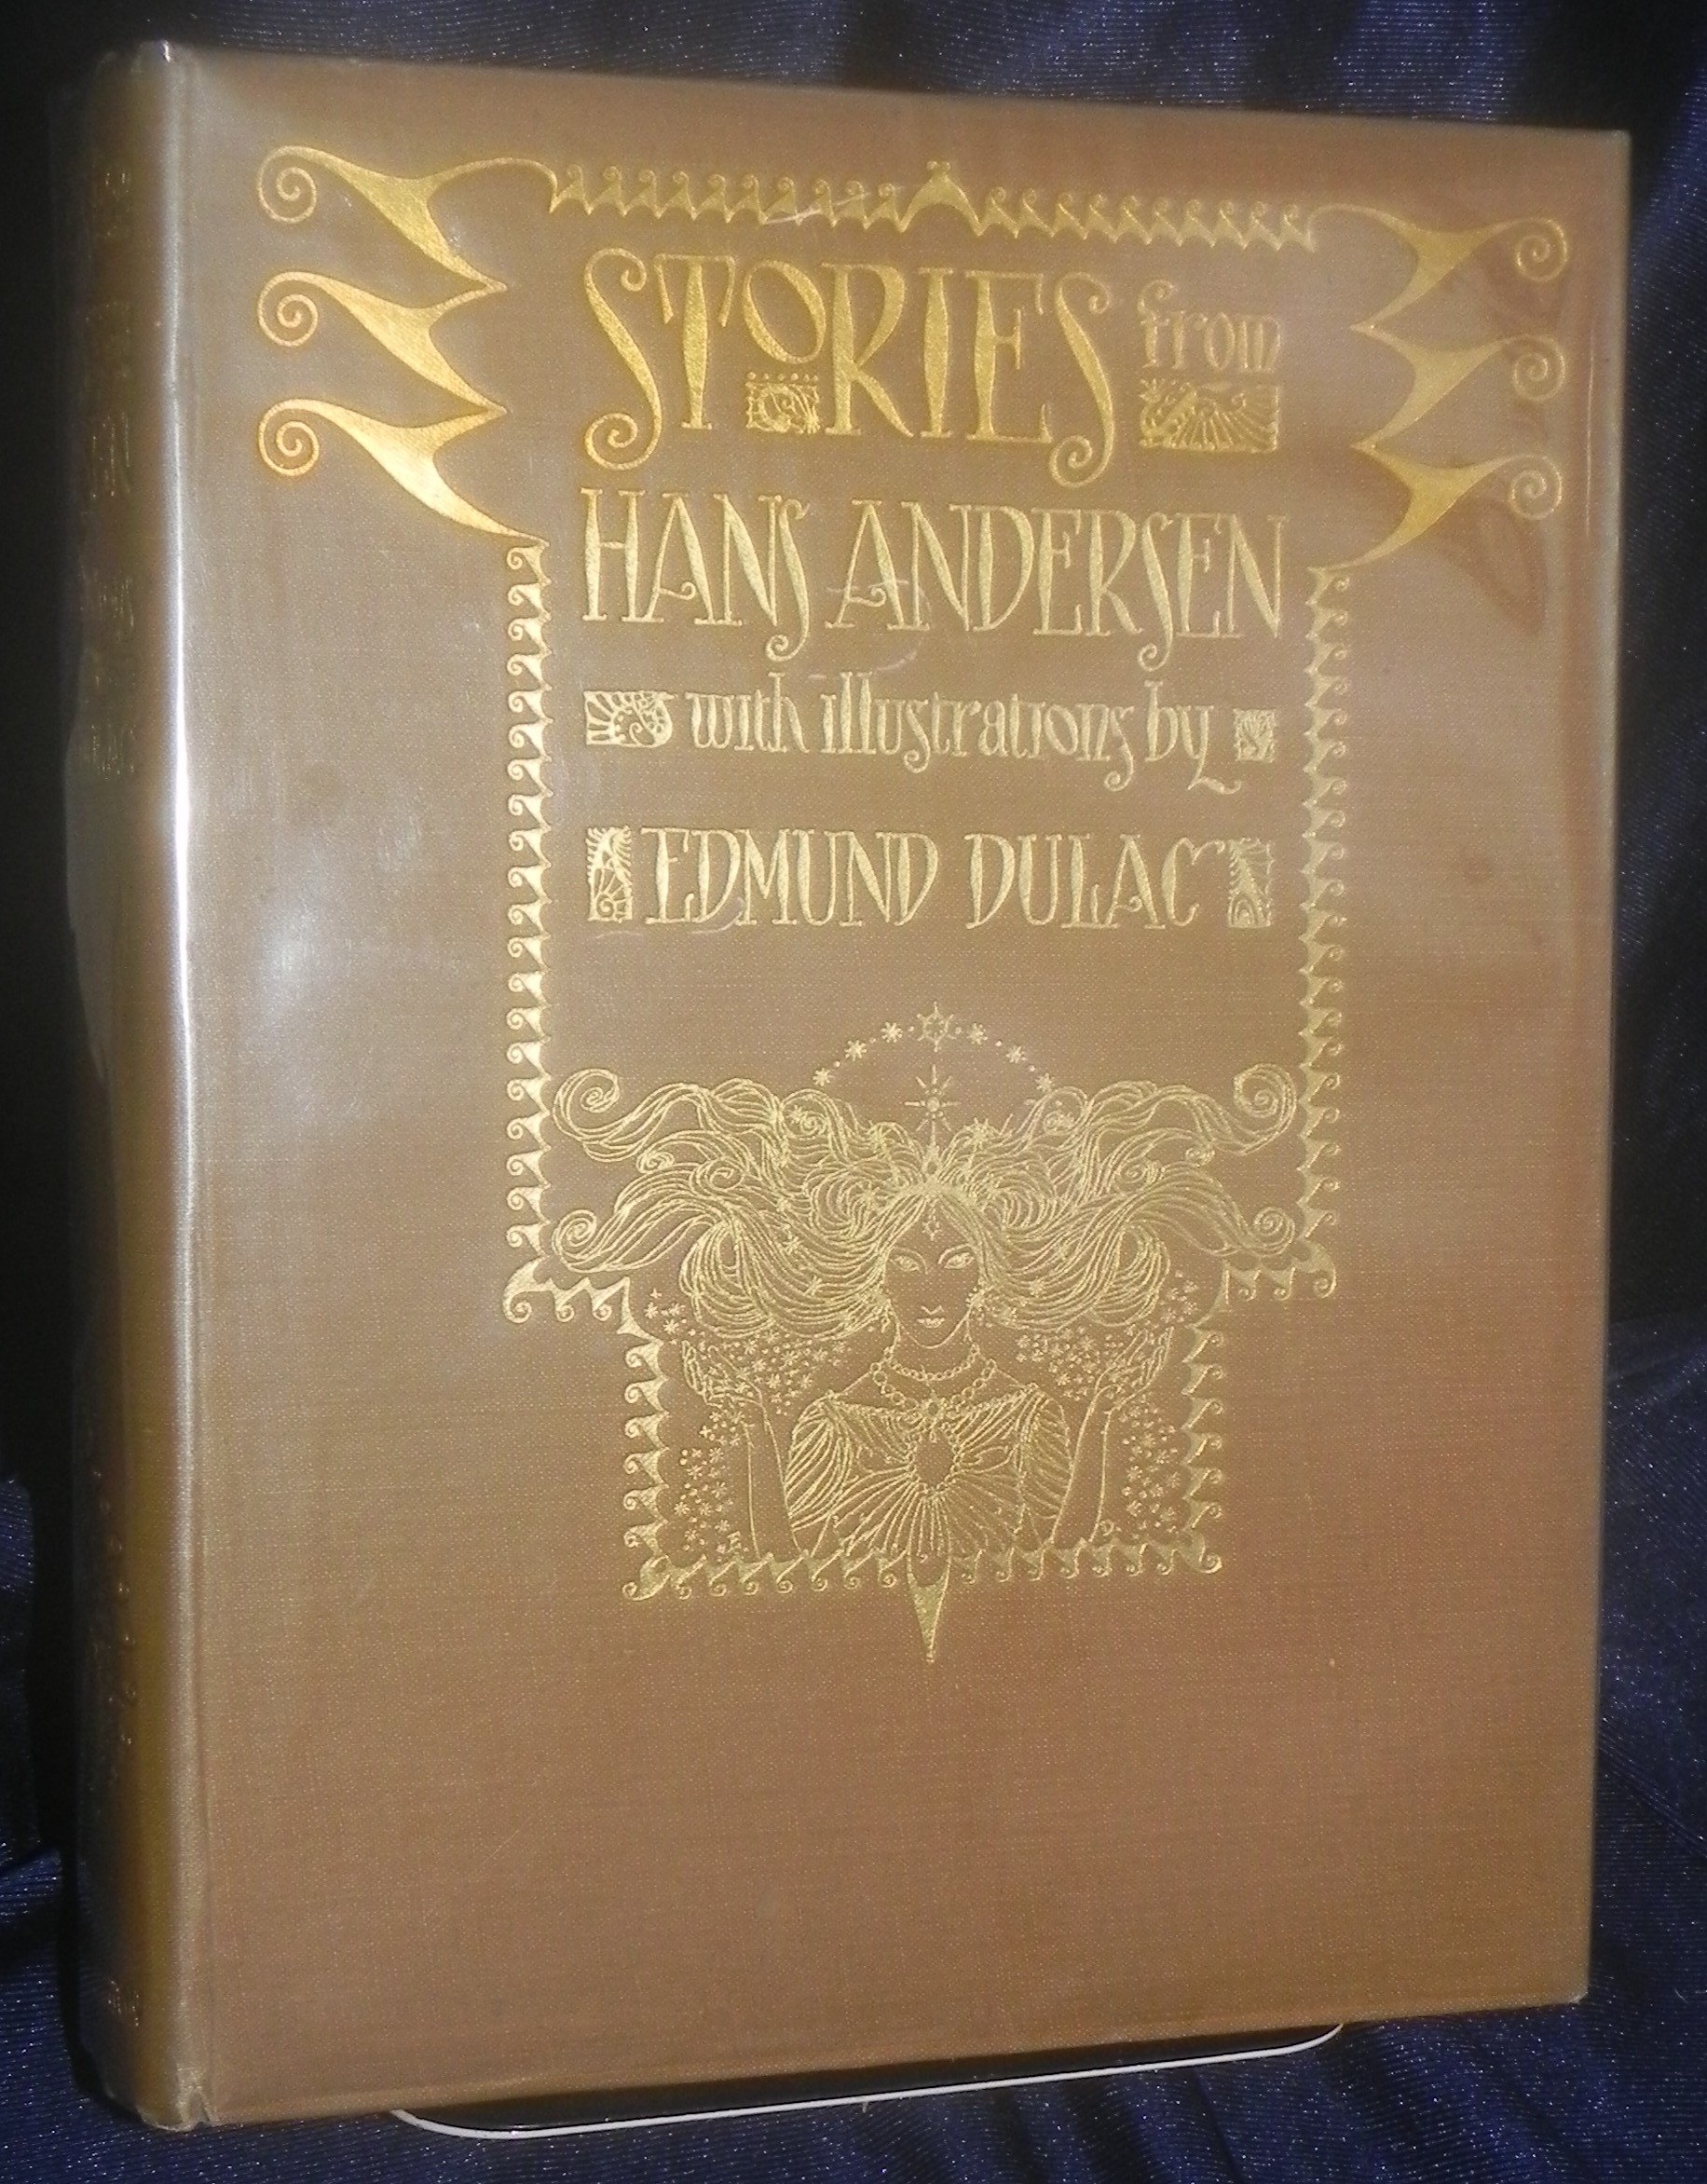 STORIES from
HANS ANDERSEN
with illustrations by
EDMUND DULAC